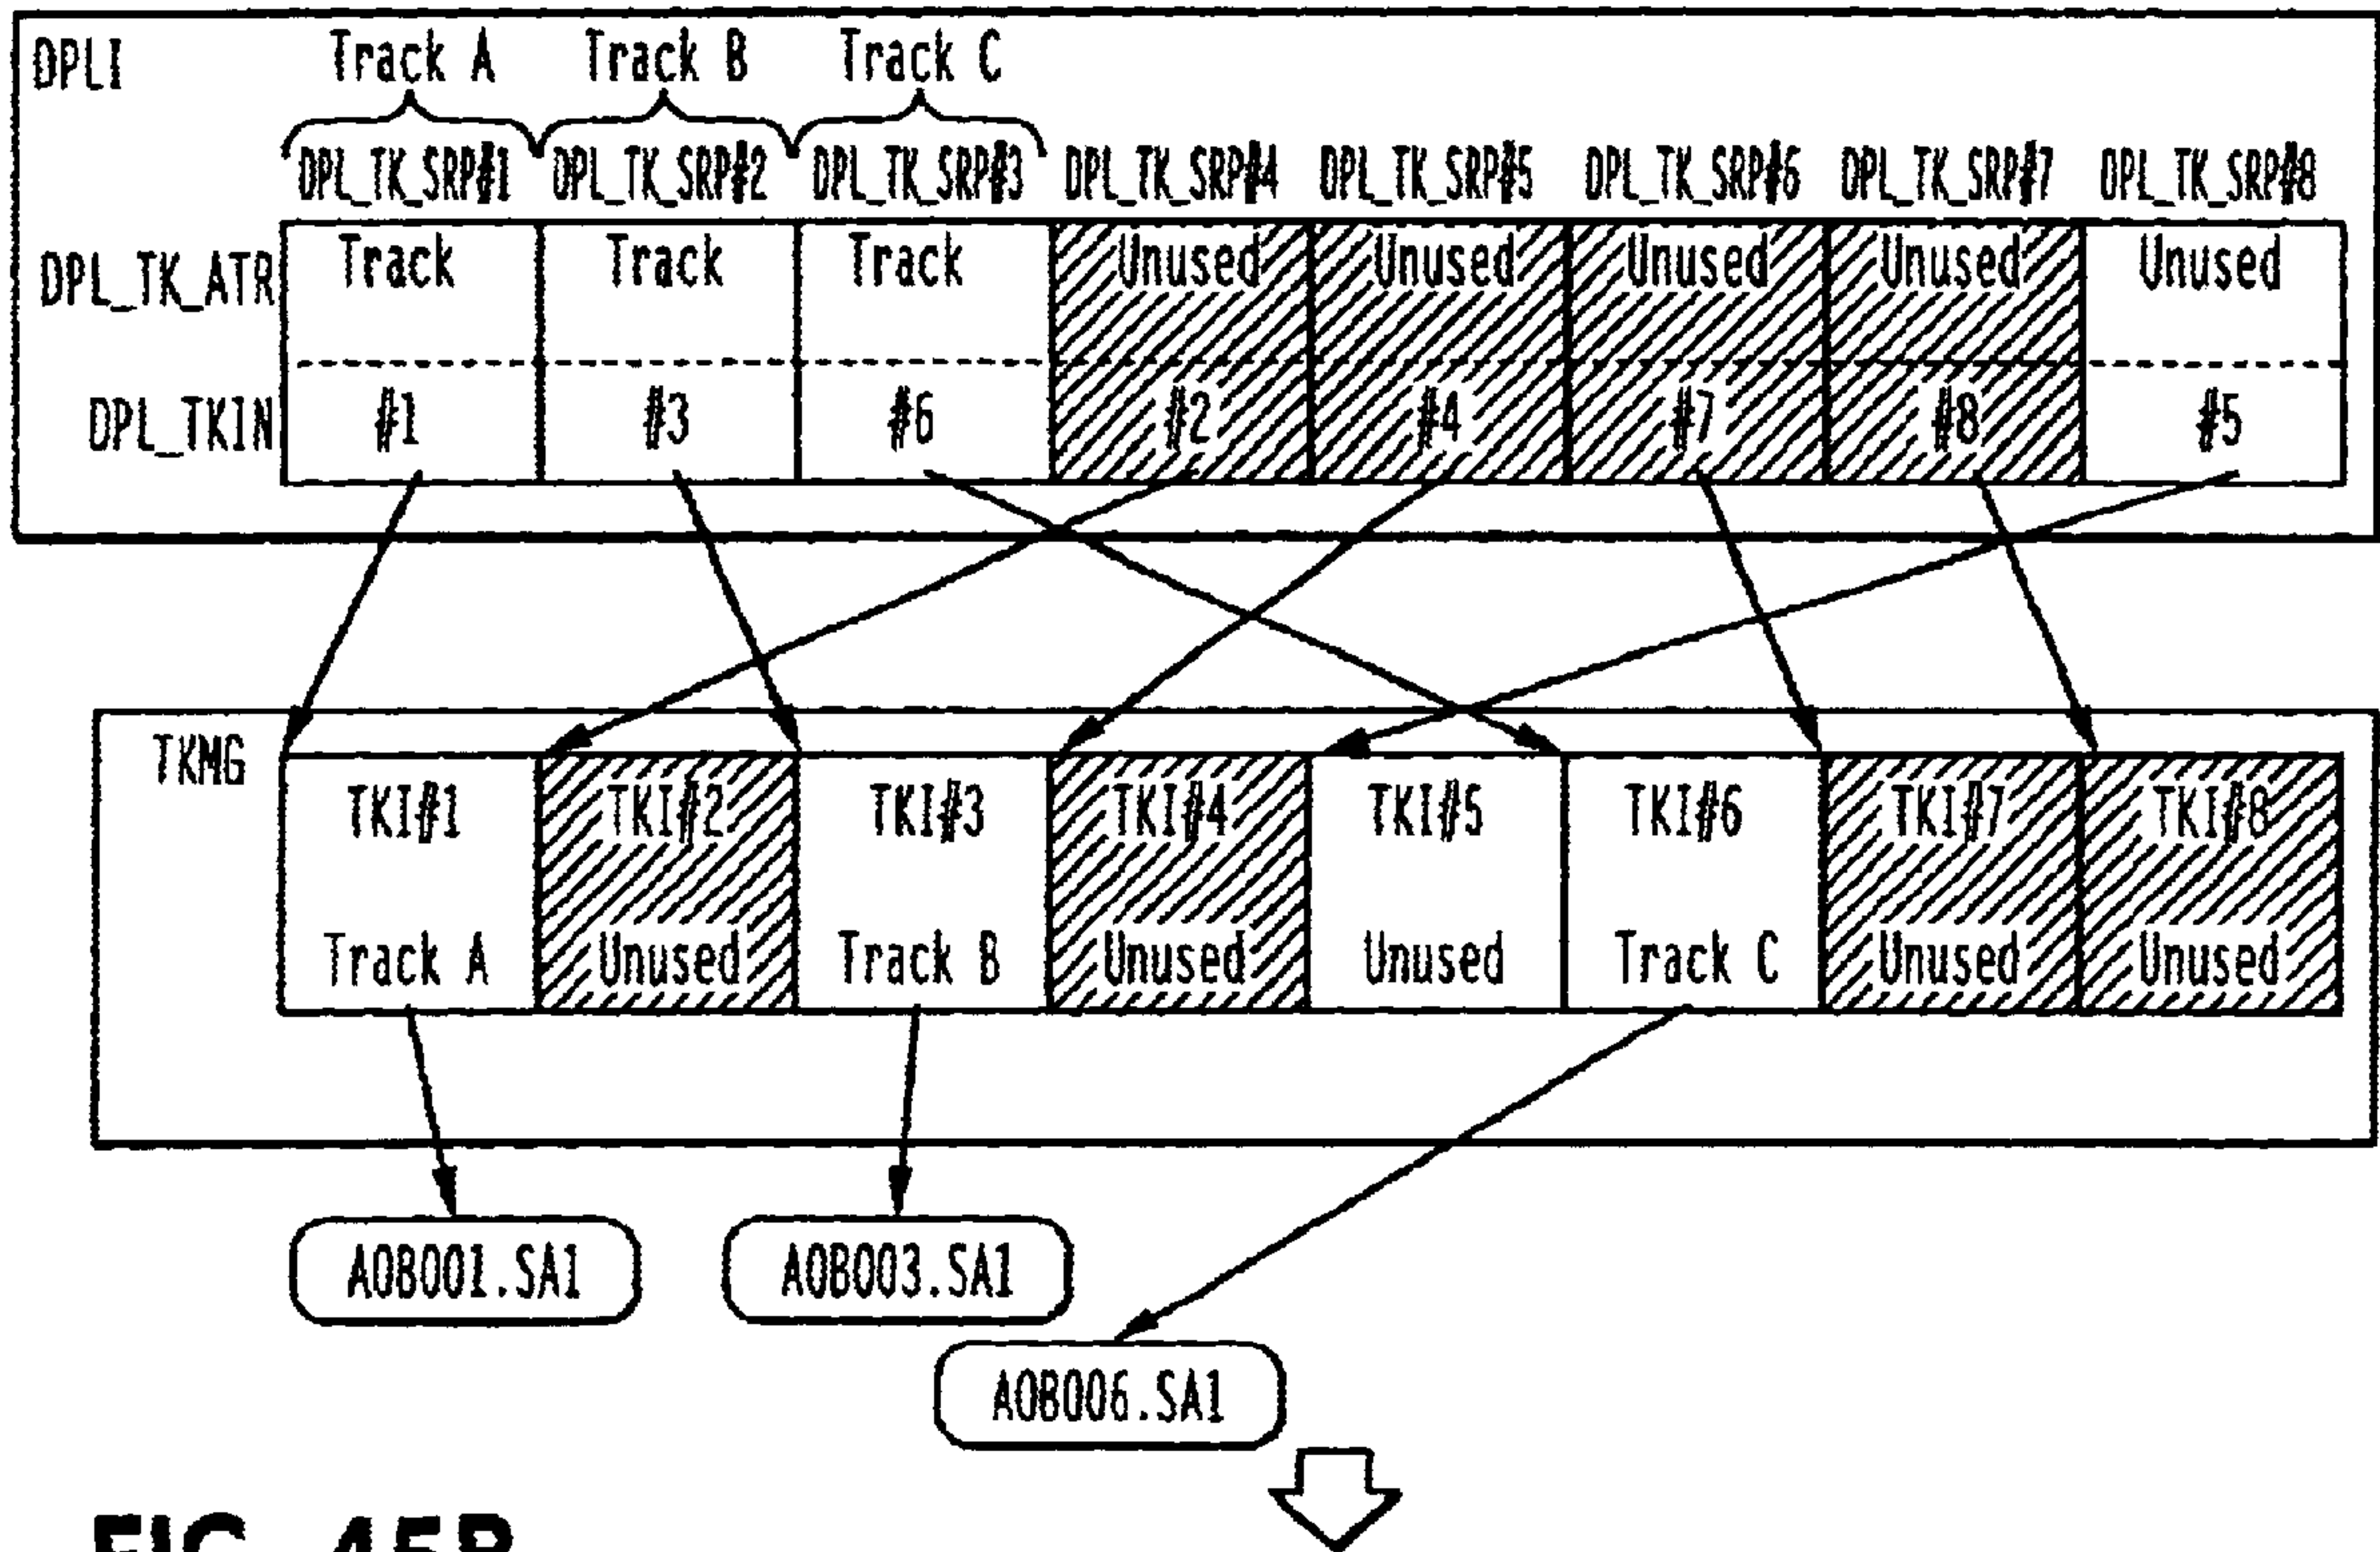 DPLI Track A Track B Track C
DPL_TK_SRP#1 DPL_TK_SRP#2 DPL_TK_SRP#3 DPL_TK_SRP#4 DPL_TK_SRP#5 DPL_TK_SRP#6 DPL_TK_SRP#7 DPL_TK_SRP#8
DPL_TK_ATR Track Track Track Unused Unused Unused Unused Unused
DPL_TKIN #1 #3 #6 #2 #4 #7 #8 #5
TKMG
TKI#1 TKI#2 TKI#3 TKI#4 TKI#5 TKI#6 TKI#7 TKI#8
Track A Unused Track B Unused Unused Track C Unused Unused
AOB001.SA1 AOB003.SA1
AOB006.SA1
FIG. 45B